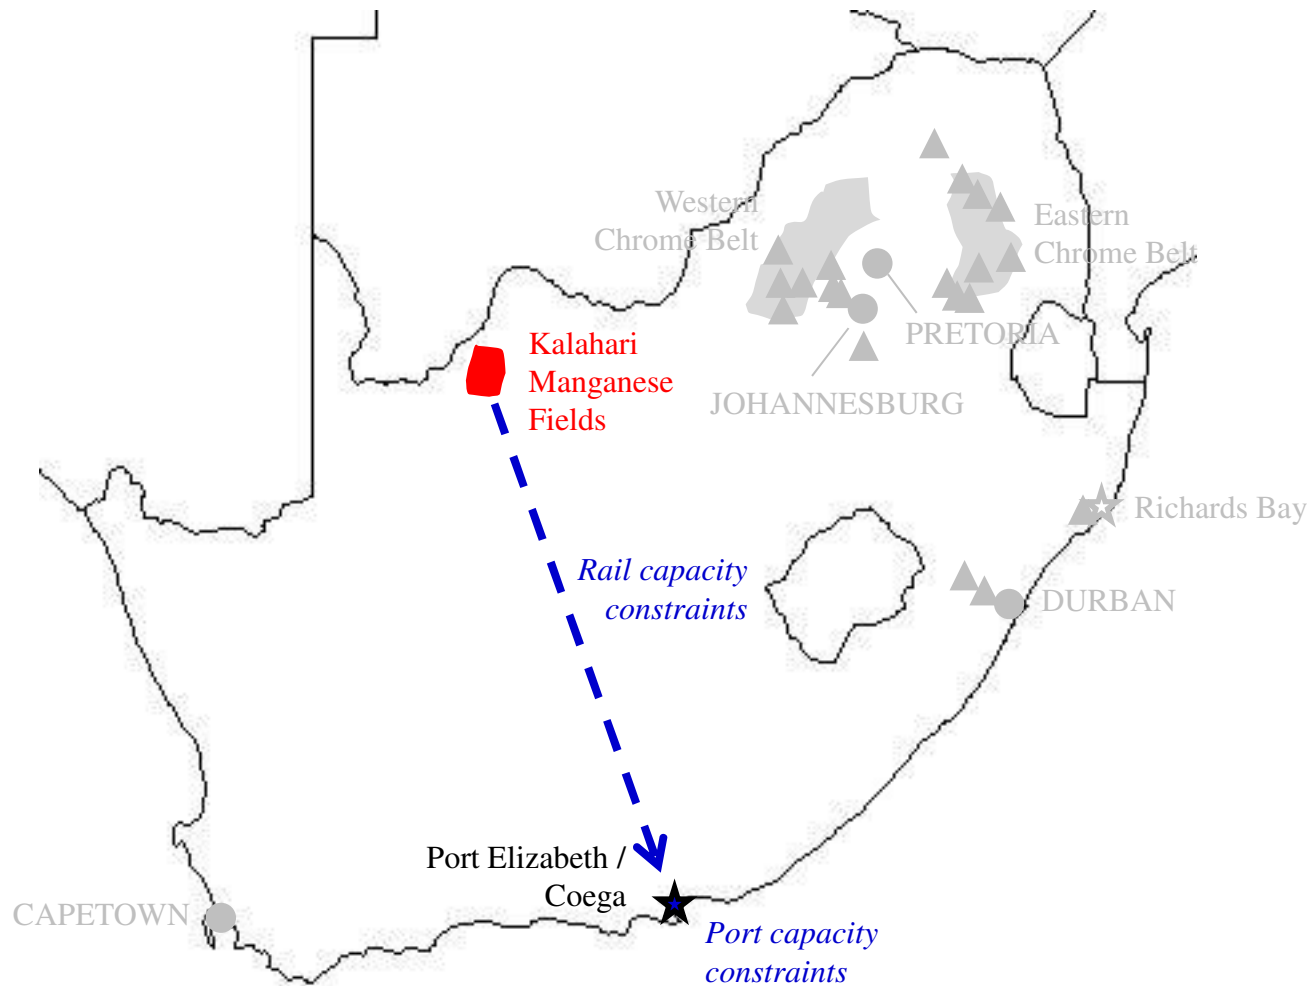 Western
Chrome Belt
Eastern
Chrome Belt
PRETORIA
Kalahari
Manganese
Fields
JOHANNESBURG
Richards Bay
Rail capacity
constraints
DURBAN
Port Elizabeth /
Coega
CAPETOWN
Port capacity
constraints